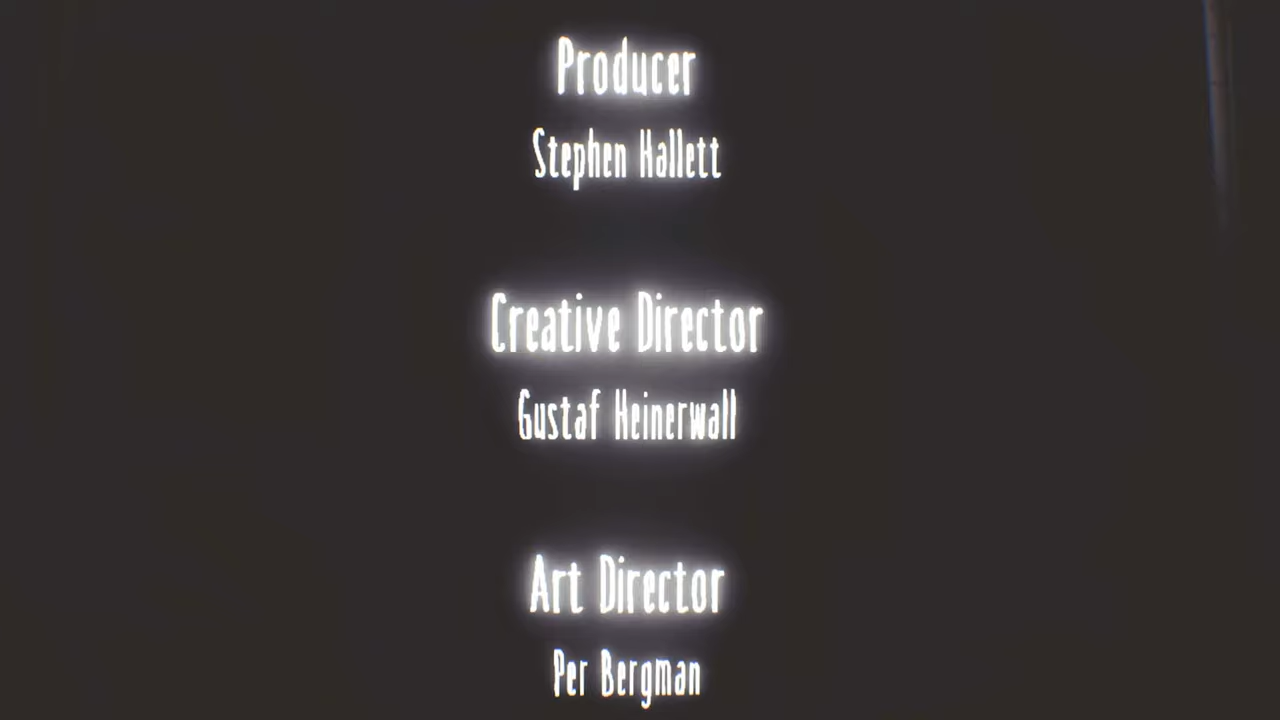 Producer
Stephen Hallett
Creative Director
Gustaf Heinerwall
Art Director
Per Bergman